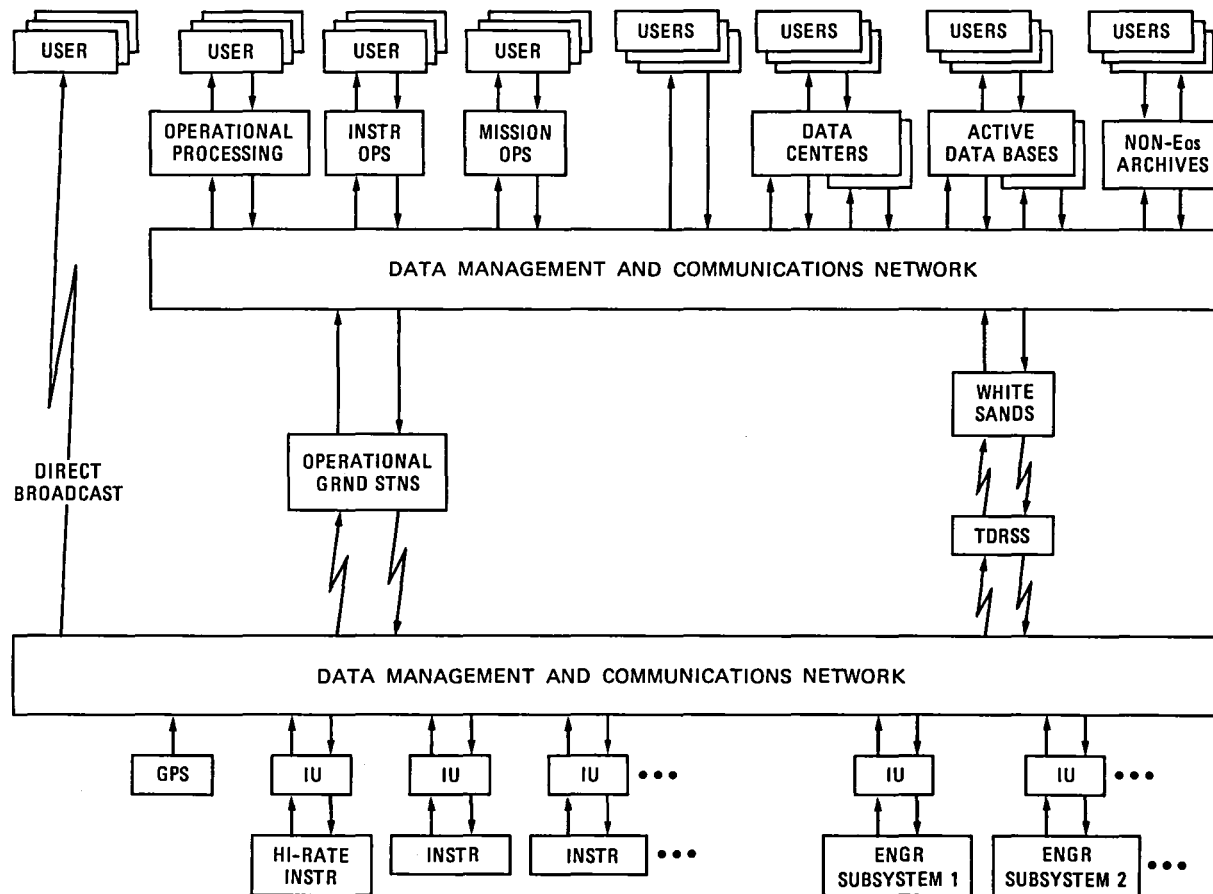 USER
USER
USER
USER
USERS
USERS
USERS
USERS
OPERATIONAL
PROCESSING
INSTR
OPS
MISSION
OPS
DATA
CENTERS
ACTIVE
DATA BASES
NON-Eos
ARCHIVES
DATA MANAGEMENT AND COMMUNICATIONS NETWORK
WHITE
SANDS
OPERATIONAL
GRND STNS
DIRECT
BROADCAST
TDRSS
DATA MANAGEMENT AND COMMUNICATIONS NETWORK
GPS
IU
IU
IU
•••
IU
IU
•••
HI-RATE
INSTR
INSTR
INSTR
•••
ENGR
SUBSYSTEM 1
ENGR
SUBSYSTEM 2
•••